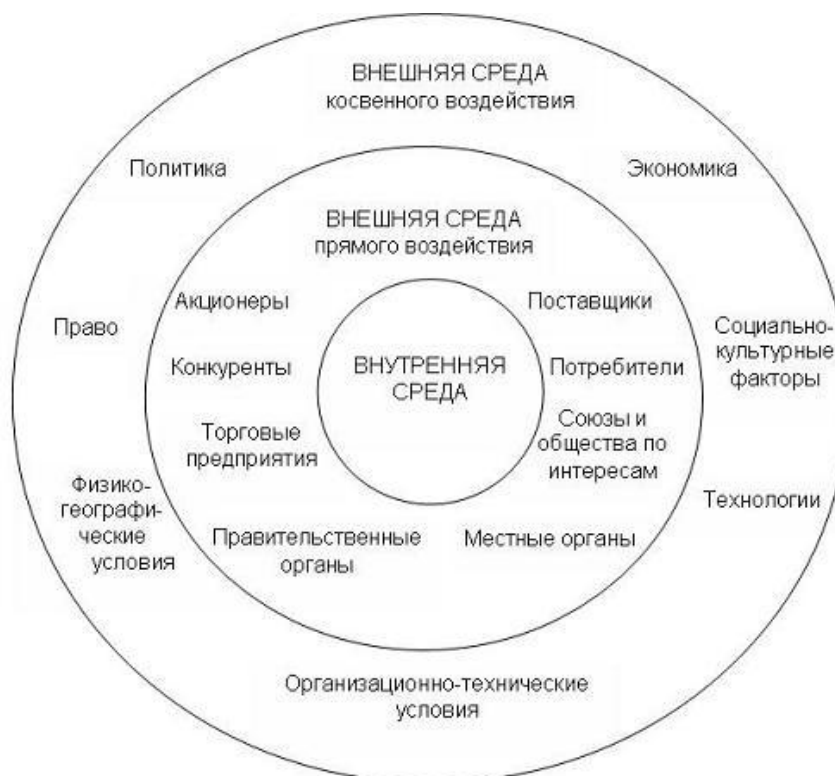 ВНЕШНЯЯ СРЕДА
косвенного воздействия
Политика
Экономика
ВНЕШНЯЯ СРЕДА
прямого воздействия
Акционеры
Поставщики
Право
Социально-
культурные
факторы
Конкуренты
ВНУТРЕННЯЯ
СРЕДА
Потребители
Торговые
предприятия
Союзы и
общества по
интересам
Физико-
географи-
ческие
условия
Технологии
Правительственные
органы
Местные органы
Организационно-технические
условия